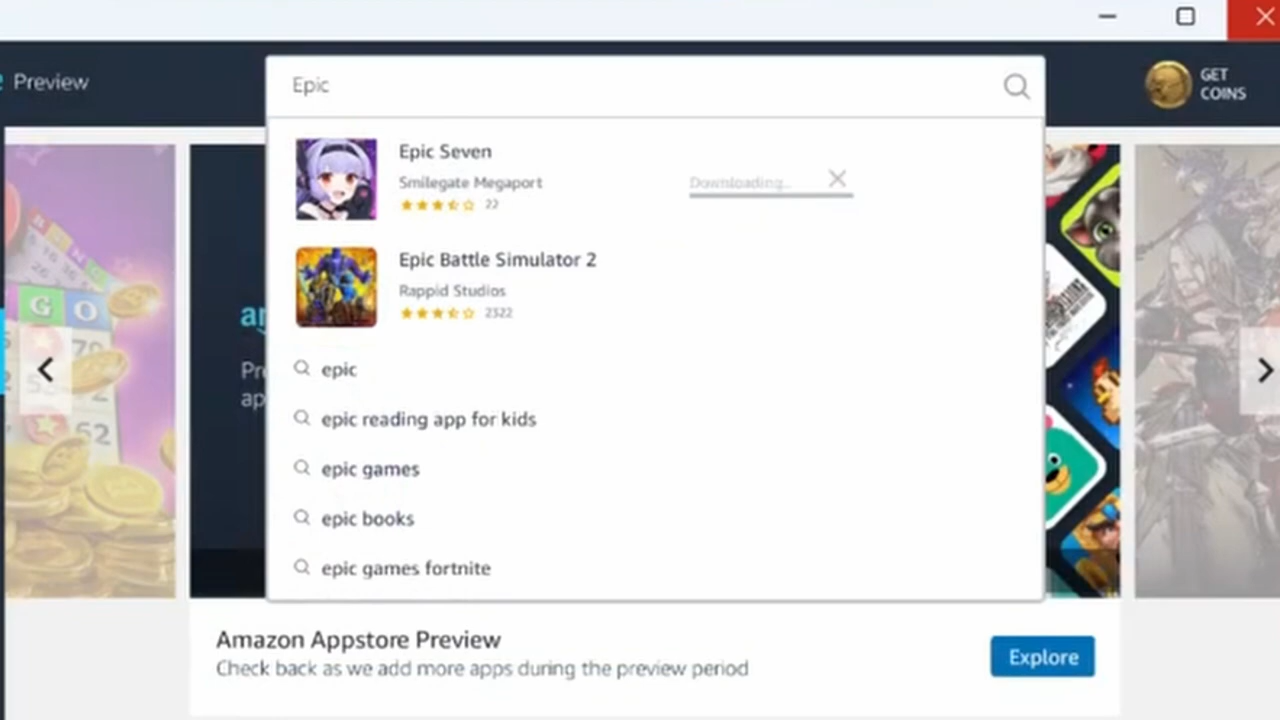 Preview
Epic
GET
COINS
Epic Seven
Smilegate Megaport
22
Downloading...
Epic Battle Simulator 2
Rappid Studios
2322
epic
epic reading app for kids
epic games
epic books
epic games fortnite
G O
62
Amazon Appstore Preview
Check back as we add more apps during the preview period
Explore